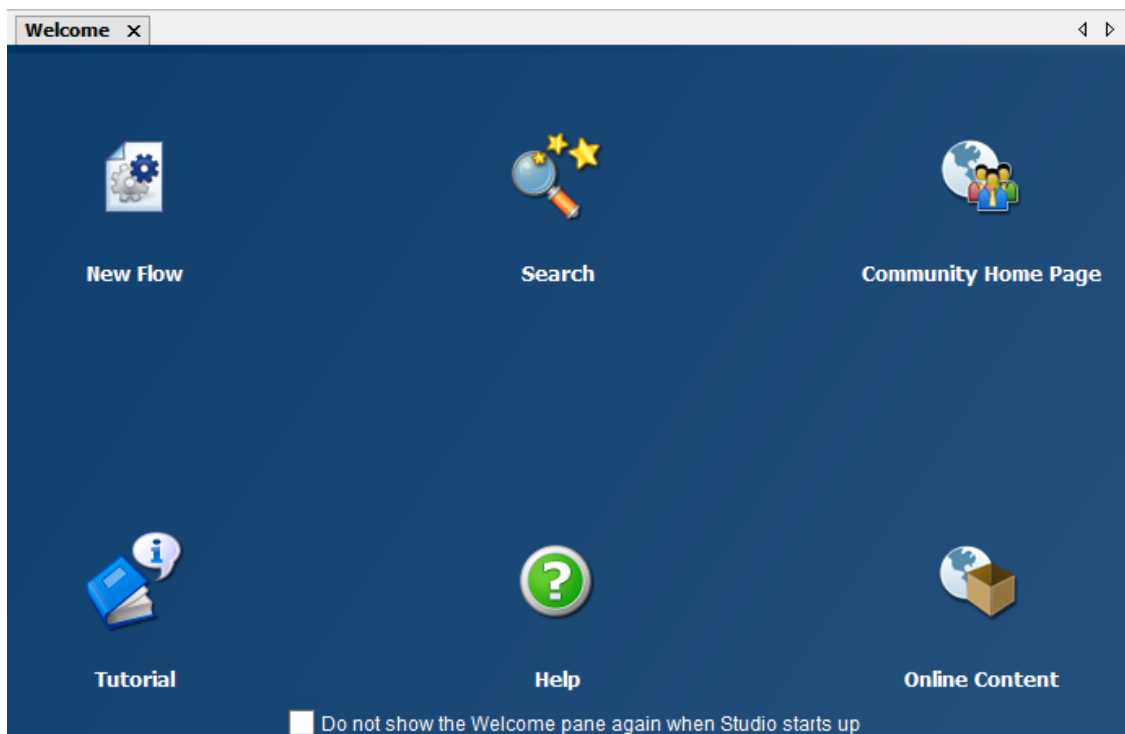 Welcome
New Flow
Search
Community Home Page
Tutorial
Help
Online Content
Do not show the Welcome pane again when Studio starts up